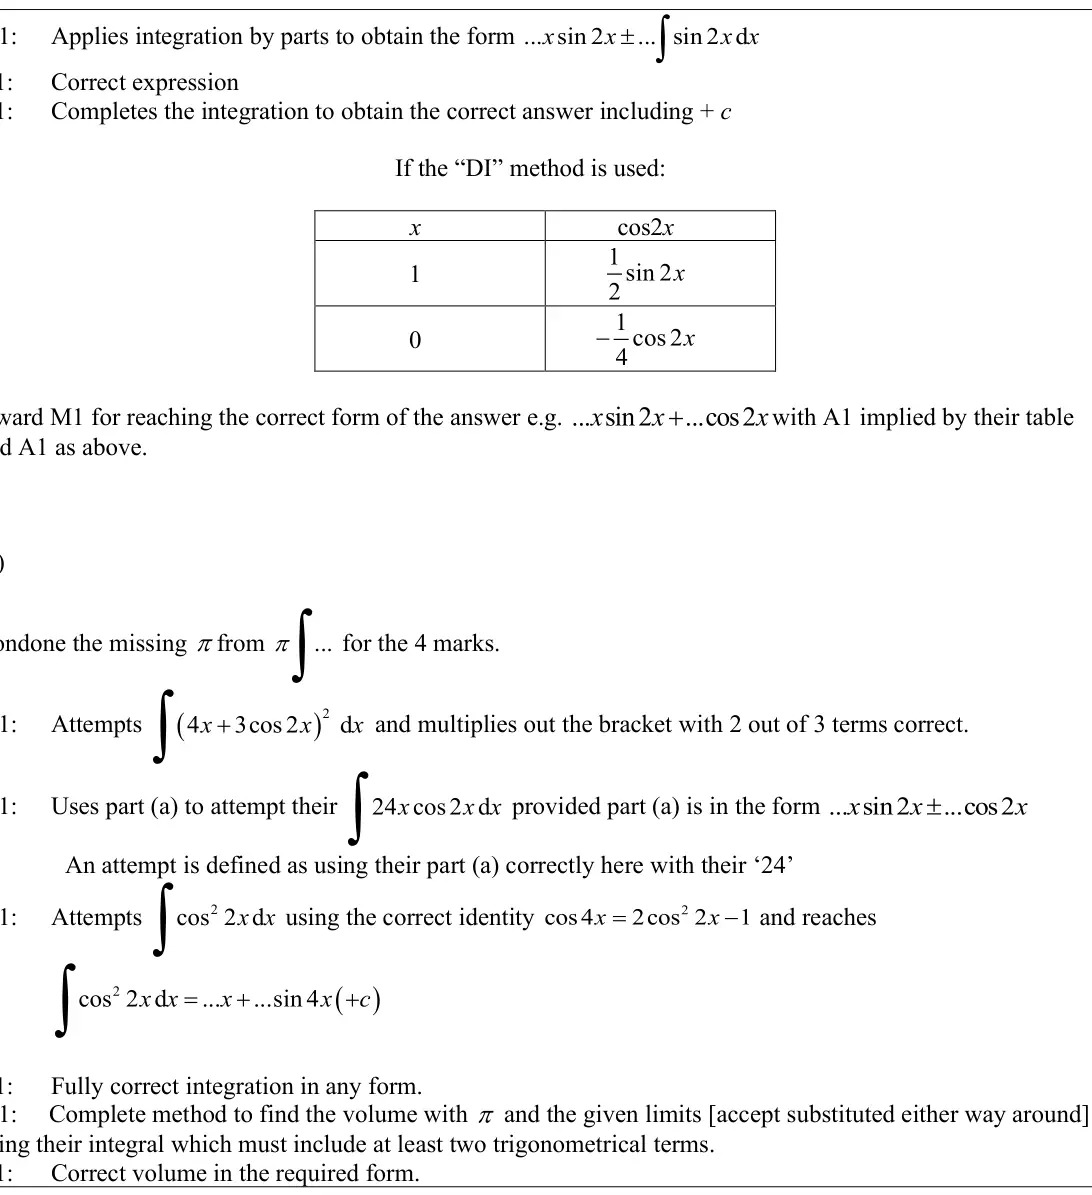 1: Applies integration by parts to obtain the form ...x sin 2x ± ... ∫ sin 2x dx
1: Correct expression
1: Completes the integration to obtain the correct answer including + c
If the “DI” method is used:
x cos2x
1 1/2 sin 2x
0 −1/4 cos 2x
ward M1 for reaching the correct form of the answer e.g. ...x sin 2x + ...cos 2x with A1 implied by their table
d A1 as above.
)
ondone the missing π from π ∫ ... for the 4 marks.
1: Attempts ∫ (4x + 3cos 2x)² dx and multiplies out the bracket with 2 out of 3 terms correct.
1: Uses part (a) to attempt their ∫ 24x cos 2x dx provided part (a) is in the form ...x sin 2x ± ...cos 2x
An attempt is defined as using their part (a) correctly here with their ‘24’
1: Attempts ∫ cos² 2x dx using the correct identity cos 4x = 2cos² 2x − 1 and reaches
∫ cos² 2x dx = ...x + ...sin 4x (+c)
1: Fully correct integration in any form.
1: Complete method to find the volume with π and the given limits [accept substituted either way around]
ing their integral which must include at least two trigonometrical terms.
1: Correct volume in the required form.